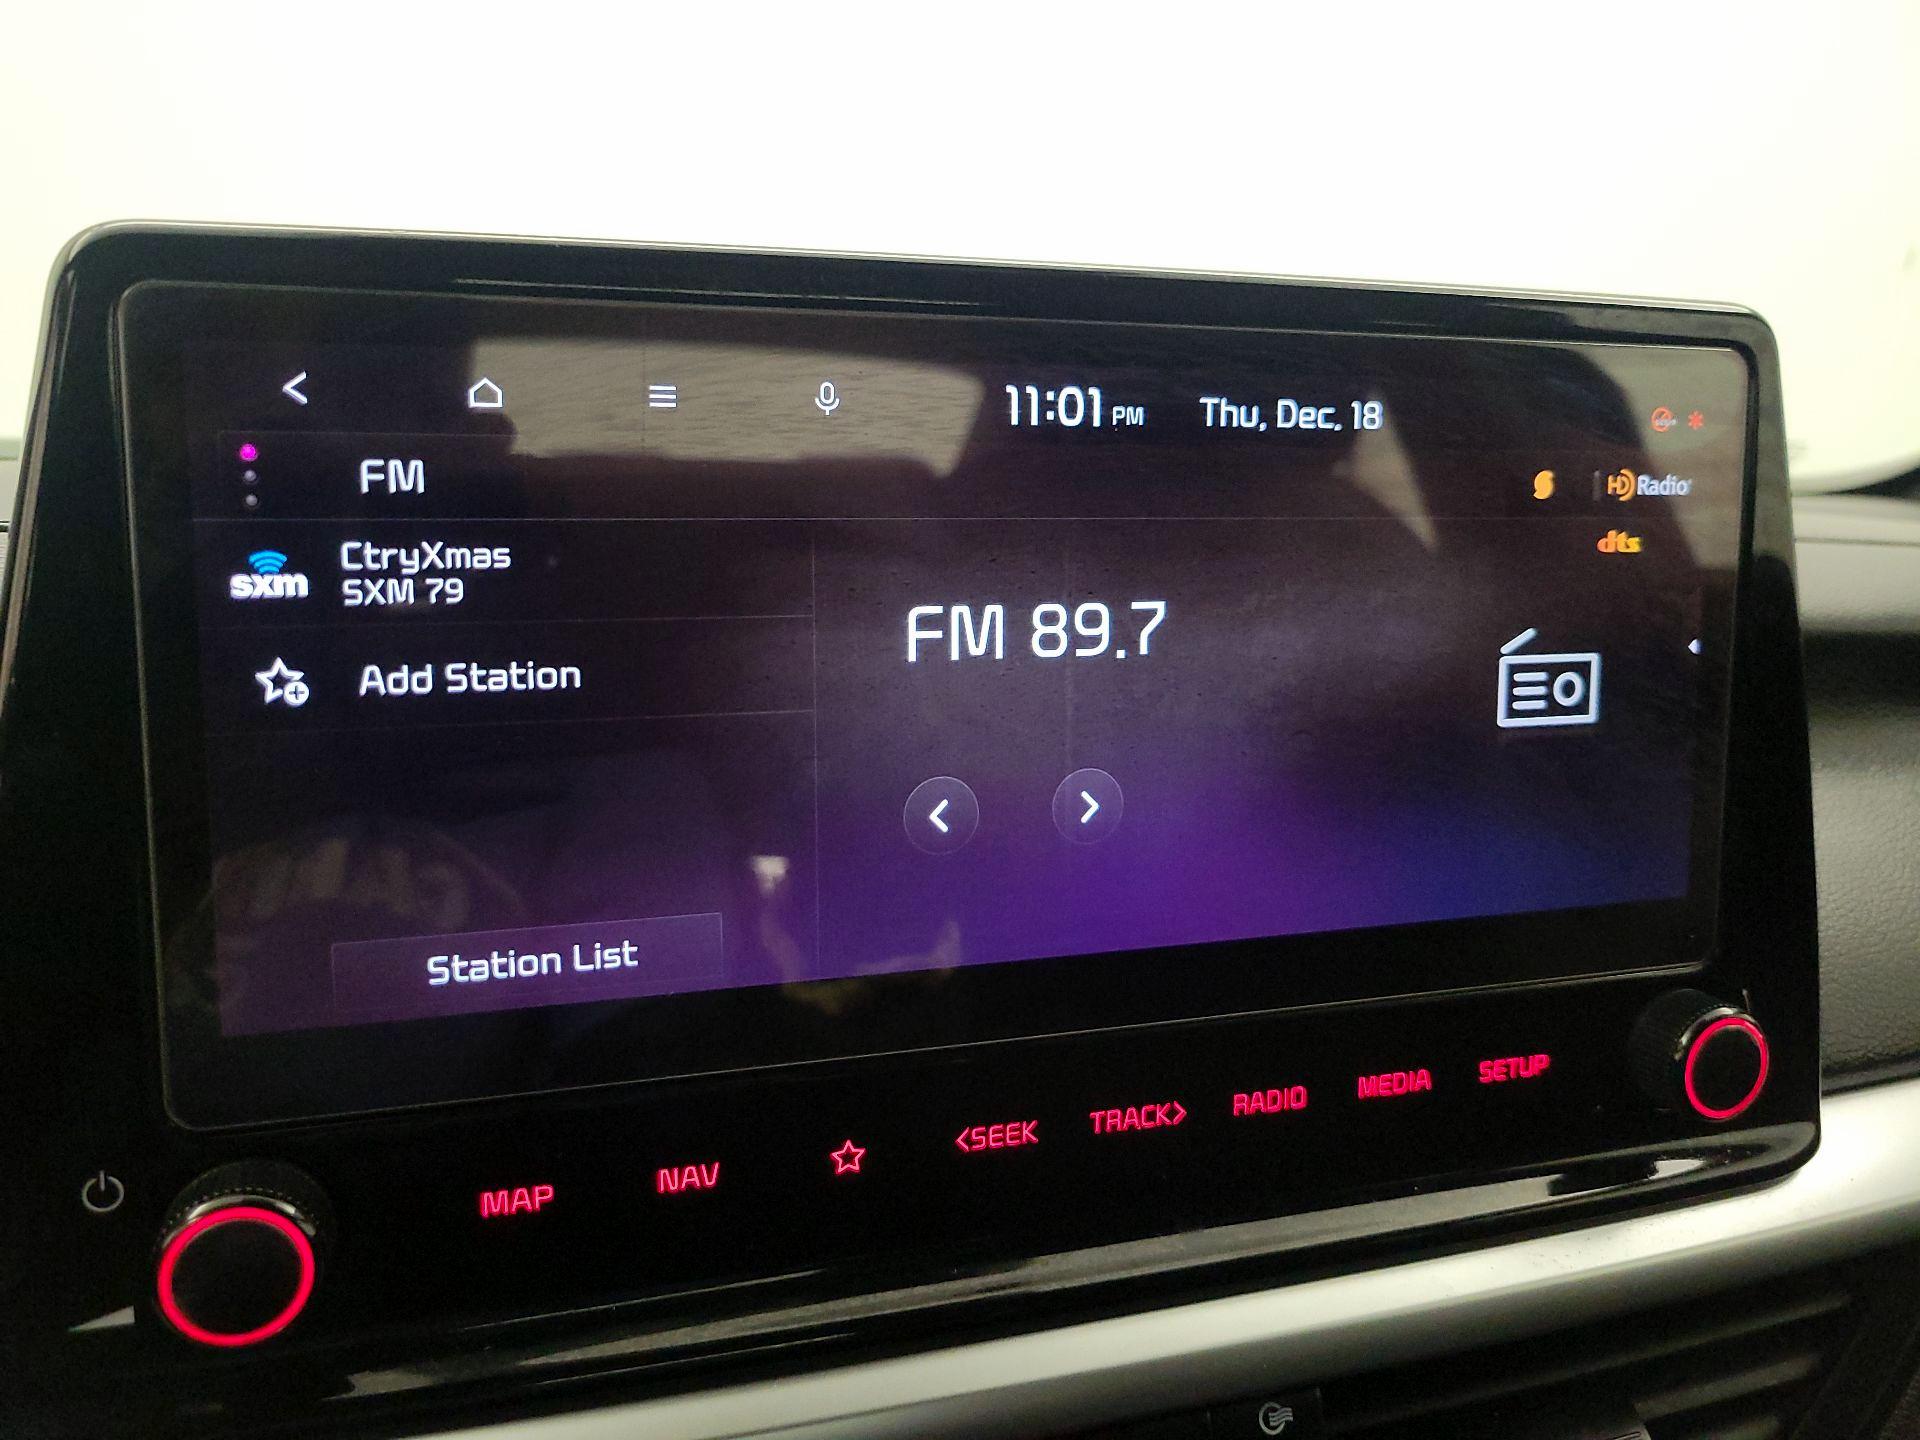 11:01 PM Thu, Dec. 18
FM
HD Radio
dts
sxm
CtryXmas
SXM 79
FM 89.7
Add Station
Station List
MAP NAV <SEEK TRACK> RADIO MEDIA SETUP